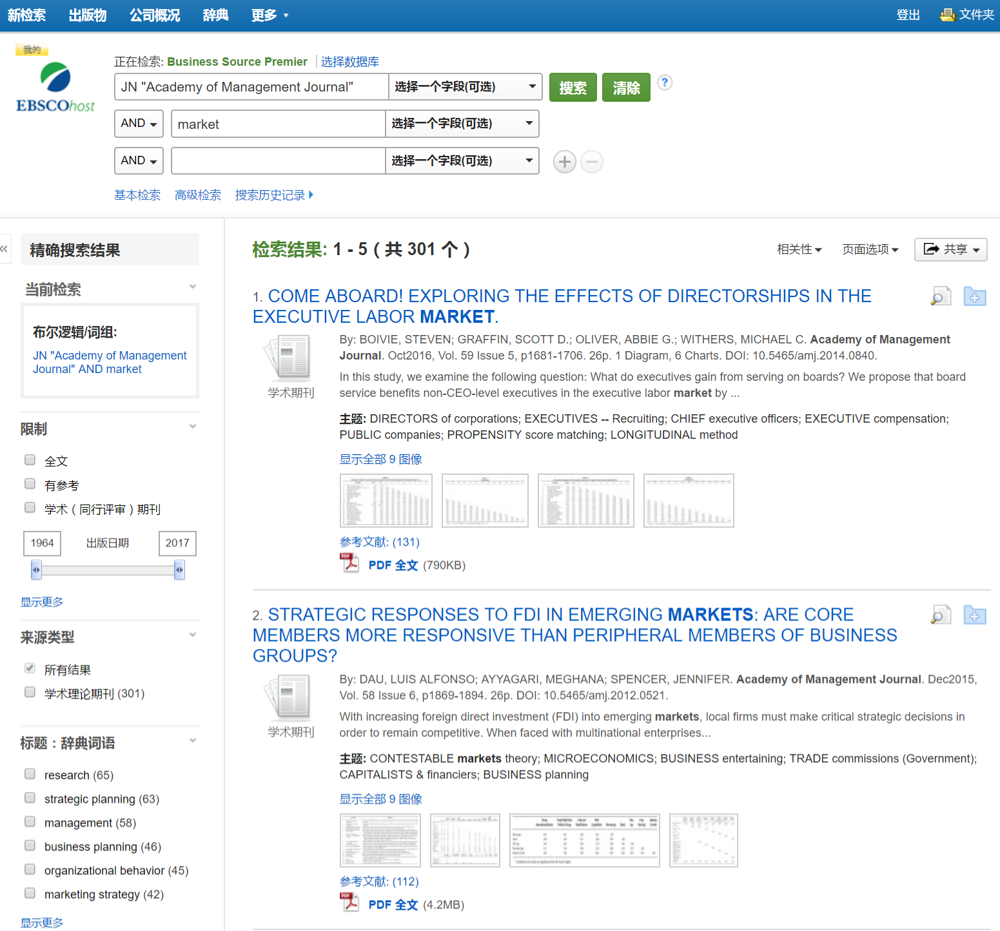 新检索 出版物 公司概况 辞典 更多 登出 文件夹
我的
EBSCOhost
正在检索: Business Source Premier 选择数据库
JN "Academy of Management Journal" 选择一个字段(可选) 搜索 清除 ?
AND market 选择一个字段(可选)
AND 选择一个字段(可选)
基本检索 高级检索 搜索历史记录
精确搜索结果
当前检索
布尔逻辑/词组:
JN "Academy of Management
Journal" AND market
限制
全文
有参考
学术（同行评审）期刊
1964 出版日期 2017
显示更多
来源类型
所有结果
学术理论期刊 (301)
标题：辞典词语
research (65)
strategic planning (63)
management (58)
business planning (46)
organizational behavior (45)
marketing strategy (42)
显示更多
检索结果: 1 - 5（共 301 个）
相关性 页面选项 共享
1. COME ABOARD! EXPLORING THE EFFECTS OF DIRECTORSHIPS IN THE
EXECUTIVE LABOR MARKET.
学术期刊
By: BOIVIE, STEVEN; GRAFFIN, SCOTT D.; OLIVER, ABBIE G.; WITHERS, MICHAEL C. Academy of Management
Journal. Oct2016, Vol. 59 Issue 5, p1681-1706. 26p. 1 Diagram, 6 Charts. DOI: 10.5465/amj.2014.0840.
In this study, we examine the following question: What do executives gain from serving on boards? We propose that board
service benefits non-CEO-level executives in the executive labor market by ...
主题: DIRECTORS of corporations; EXECUTIVES -- Recruiting; CHIEF executive officers; EXECUTIVE compensation;
PUBLIC companies; PROPENSITY score matching; LONGITUDINAL method
显示全部 9 图像
参考文献: (131)
PDF 全文 (790KB)
2. STRATEGIC RESPONSES TO FDI IN EMERGING MARKETS: ARE CORE
MEMBERS MORE RESPONSIVE THAN PERIPHERAL MEMBERS OF BUSINESS
GROUPS?
学术期刊
By: DAU, LUIS ALFONSO; AYYAGARI, MEGHANA; SPENCER, JENNIFER. Academy of Management Journal. Dec2015,
Vol. 58 Issue 6, p1869-1894. 26p. DOI: 10.5465/amj.2012.0521.
With increasing foreign direct investment (FDI) into emerging markets, local firms must make critical strategic decisions in
order to remain competitive. When faced with multinational enterprises...
主题: CONTESTABLE markets theory; MICROECONOMICS; BUSINESS entertaining; TRADE commissions (Government);
CAPITALISTS & financiers; BUSINESS planning
显示全部 9 图像
参考文献: (112)
PDF 全文 (4.2MB)